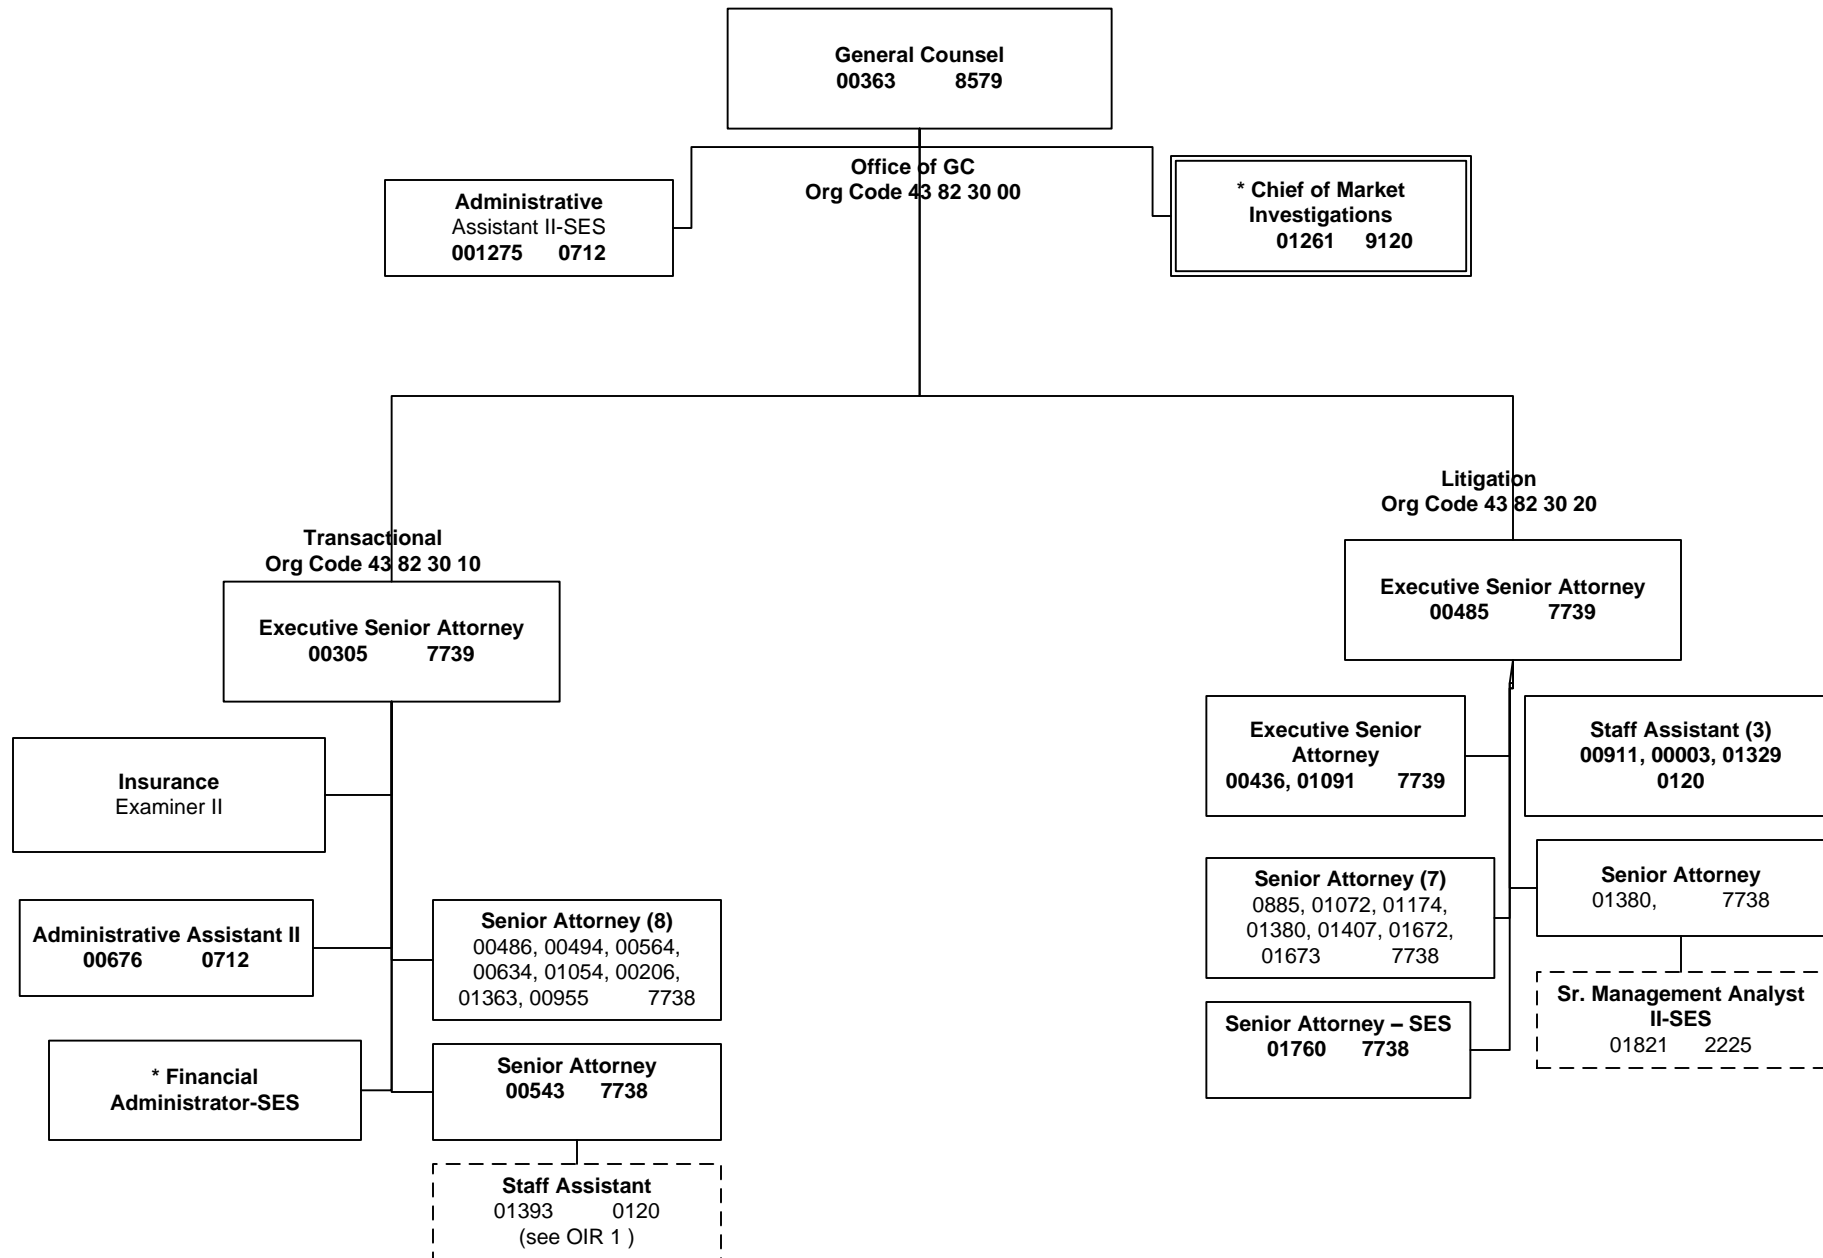 General Counsel
00363 8579
Office of GC
Org Code 43 82 30 00
Administrative
Assistant II-SES
001275 0712
* Chief of Market
Investigations
01261 9120
Transactional
Org Code 43 82 30 10
Executive Senior Attorney
00305 7739
Insurance
Examiner II
Administrative Assistant II
00676 0712
* Financial
Administrator-SES
Senior Attorney (8)
00486, 00494, 00564,
00634, 01054, 00206,
01363, 00955 7738
Senior Attorney
00543 7738
Staff Assistant
01393 0120
(see OIR 1 )
Litigation
Org Code 43 82 30 20
Executive Senior Attorney
00485 7739
Executive Senior
Attorney
00436, 01091 7739
Staff Assistant (3)
00911, 00003, 01329
0120
Senior Attorney (7)
0885, 01072, 01174,
01380, 01407, 01672,
01673 7738
Senior Attorney
01380, 7738
Senior Attorney – SES
01760 7738
Sr. Management Analyst
II-SES
01821 2225